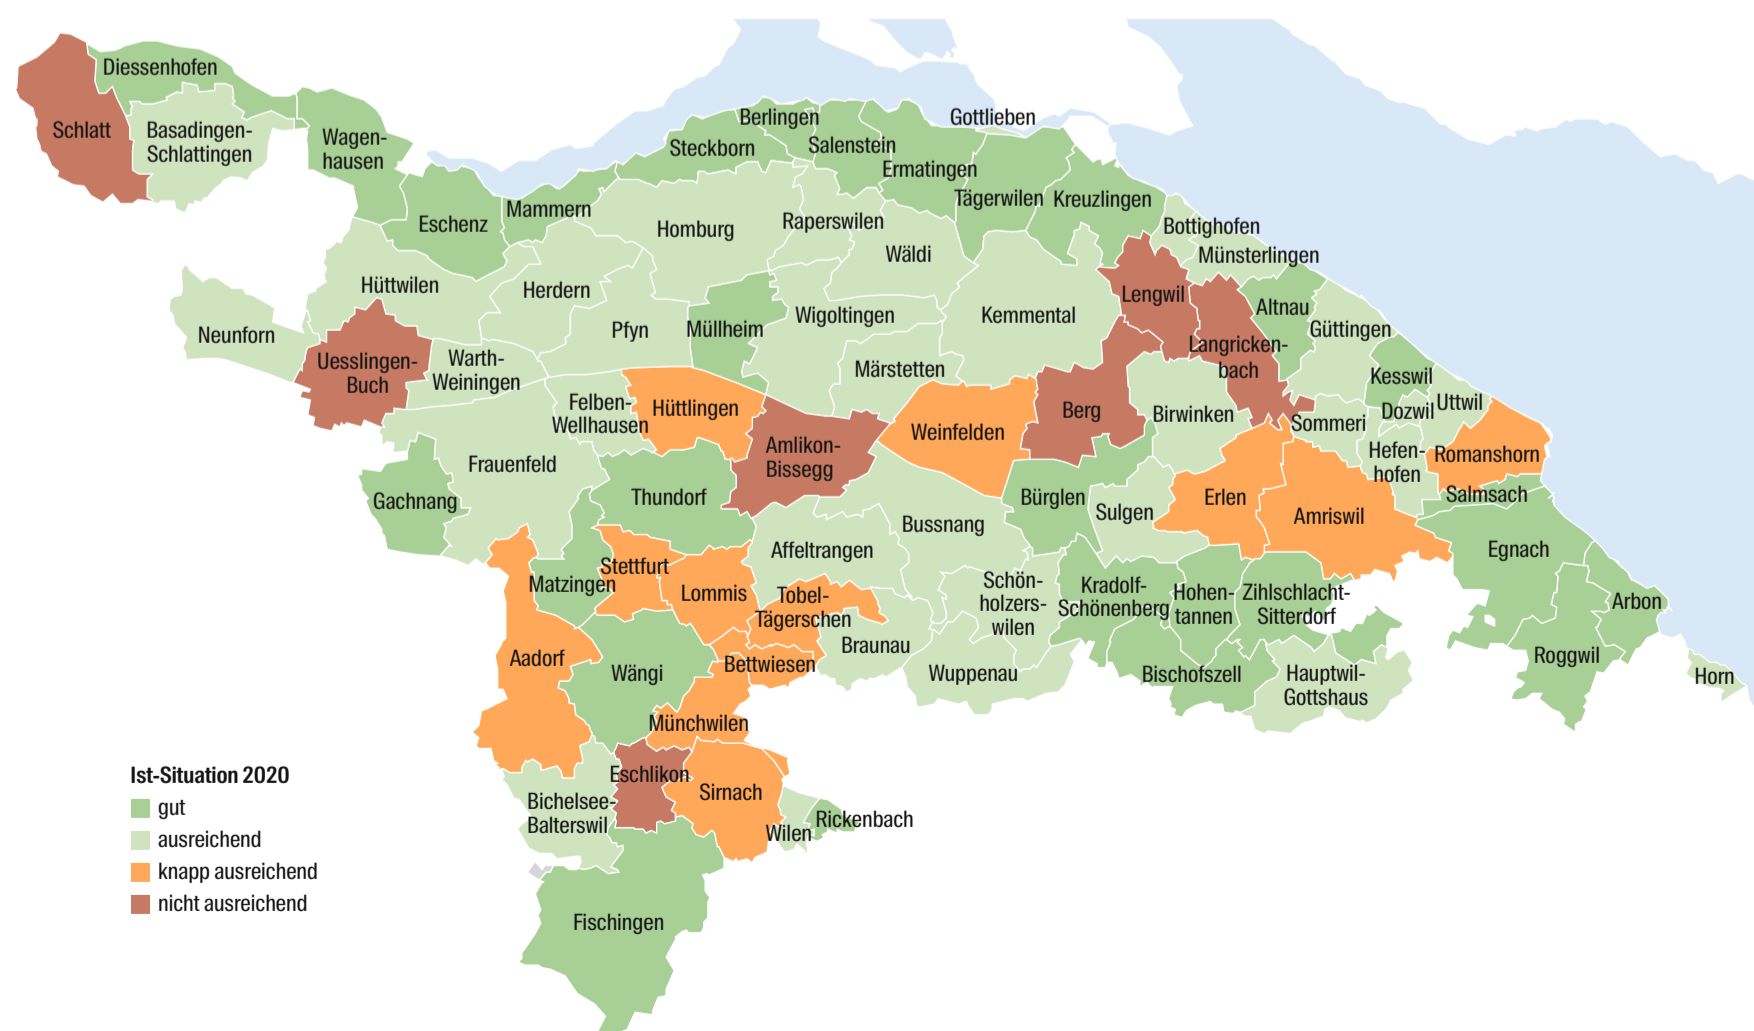 Diessenhofen
Schlatt
Basadingen-
Schlattingen
Wagen-
hausen
Eschenz
Mammern
Steckborn
Berlingen
Salenstein
Ermatingen
Gottlieben
Tägerwilen
Kreuzlingen
Bottighofen
Münsterlingen
Homburg
Raperswilen
Wäldi
Hüttwilen
Herdern
Neunforn
Pfyn
Müllheim
Wigoltingen
Kemmental
Lengwil
Altnau
Güttingen
Langricken-
bach
Uesslingen-
Buch
Warth-
Weiningen
Märstetten
Kesswil
Felben-
Wellhausen
Hüttlingen
Weinfelden
Berg
Birwinken
Sommeri
Dozwil
Uttwil
Amlikon-
Bissegg
Hefen-
hofen
Romanshorn
Frauenfeld
Gachnang
Thundorf
Bürglen
Sulgen
Erlen
Amriswil
Salmsach
Bussnang
Affeltrangen
Egnach
Matzingen
Stettfurt
Lommis
Tobel-
Tägerschen
Schön-
holzers-
wilen
Kradolf-
Schönenberg
Hohen-
tannen
Zihlschlacht-
Sitterdorf
Arbon
Aadorf
Wängi
Bettwiesen
Braunau
Wuppenau
Bischofszell
Hauptwil-
Gottshaus
Roggwil
Horn
Münchwilen
Eschlikon
Sirnach
Bichelsee-
Balterswil
Wilen
Rickenbach
Fischingen
Ist-Situation 2020
gut
ausreichend
knapp ausreichend
nicht ausreichend